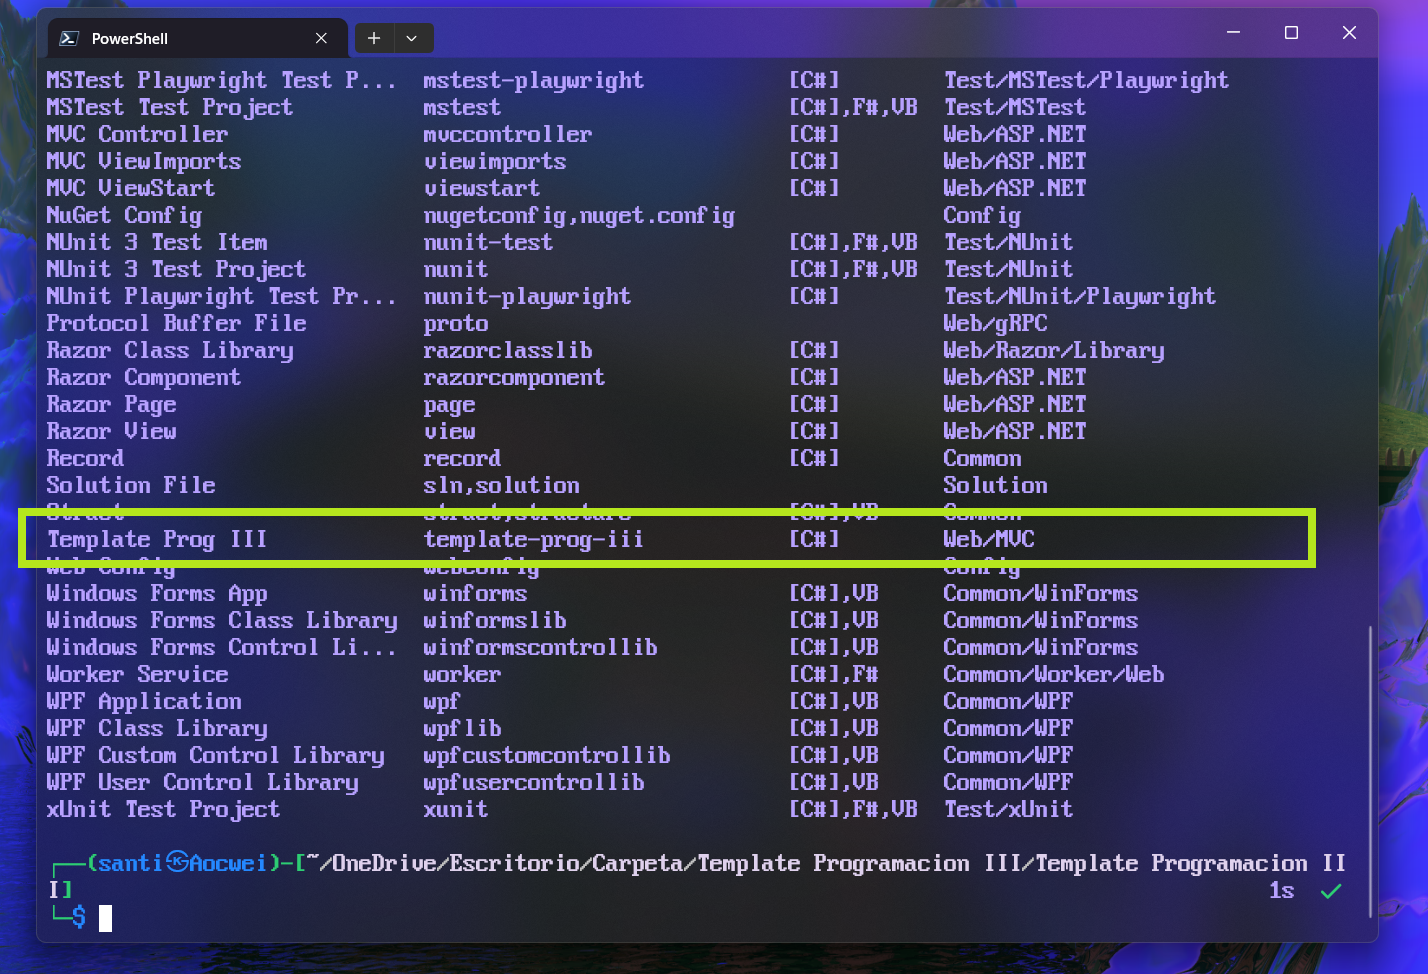 PowerShell
MSTest Playwright Test P... mstest-playwright [C#] Test/MSTest/Playwright
MSTest Test Project mstest [C#],F#,VB Test/MSTest
MVC Controller mvccontroller [C#] Web/ASP.NET
MVC ViewImports viewimports [C#] Web/ASP.NET
MVC ViewStart viewstart [C#] Web/ASP.NET
NuGet Config nugetconfig,nuget.config Config
NUnit 3 Test Item nunit-test [C#],F#,VB Test/NUnit
NUnit 3 Test Project nunit [C#],F#,VB Test/NUnit
NUnit Playwright Test Pr... nunit-playwright [C#] Test/NUnit/Playwright
Protocol Buffer File proto Web/gRPC
Razor Class Library razorclasslib [C#] Web/Razor/Library
Razor Component razorcomponent [C#] Web/ASP.NET
Razor Page page [C#] Web/ASP.NET
Razor View view [C#] Web/ASP.NET
Record record [C#] Common
Solution File sln,solution Solution
Struct struct,structure [C#],VB Common
Template Prog III template-prog-iii [C#] Web/MVC
Web Config webconfig Config
Windows Forms App winforms [C#],VB Common/WinForms
Windows Forms Class Library winformslib [C#],VB Common/WinForms
Windows Forms Control Li... winformscontrollib [C#],VB Common/WinForms
Worker Service worker [C#],F# Common/Worker/Web
WPF Application wpf [C#],VB Common/WPF
WPF Class Library wpflib [C#],VB Common/WPF
WPF Custom Control Library wpfcustomcontrollib [C#],VB Common/WPF
WPF User Control Library wpfusercontrollib [C#],VB Common/WPF
xUnit Test Project xunit [C#],F#,VB Test/xUnit
┌──(santi㉿Aocwei)-[~/OneDrive/Escritorio/Carpeta/Template Programacion III/Template Programacion II
I] 1s ✓
└─$